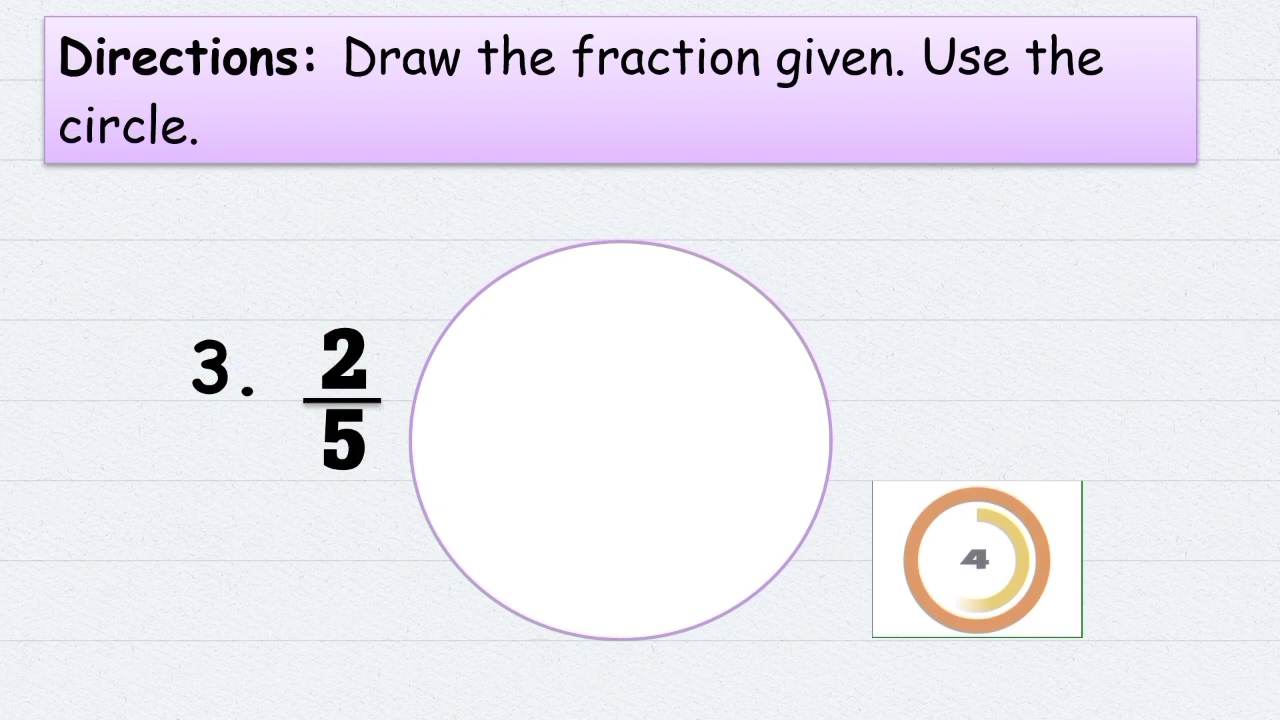 Directions: Draw the fraction given. Use the
circle.
3. 2
5
4